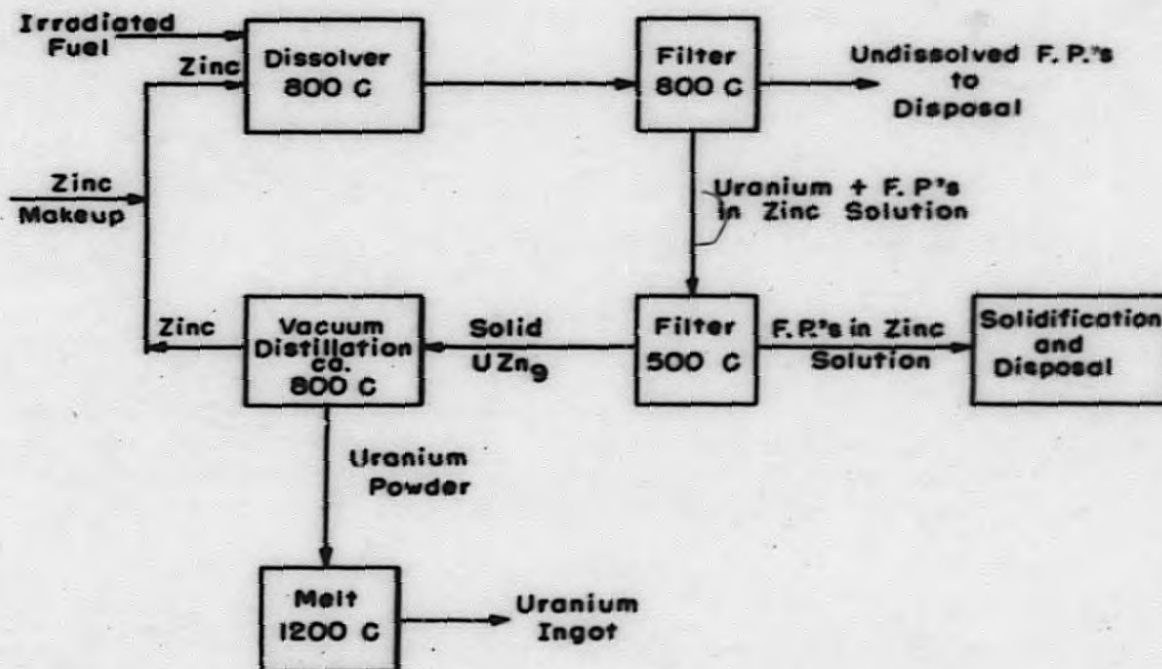 Irradiated
Fuel
Zinc
Dissolver
800 C
Filter
800 C
Undissolved F.P.'s
to
Disposal
Zinc
Makeup
Uranium + F.P's
in Zinc Solution
Zinc
Vacuum
Distillation
ca.
800 C
Solid
UZn9
Filter
500 C
F.P.'s in Zinc
Solution
Solidification
and
Disposal
Uranium
Powder
Melt
1200 C
Uranium
Ingot